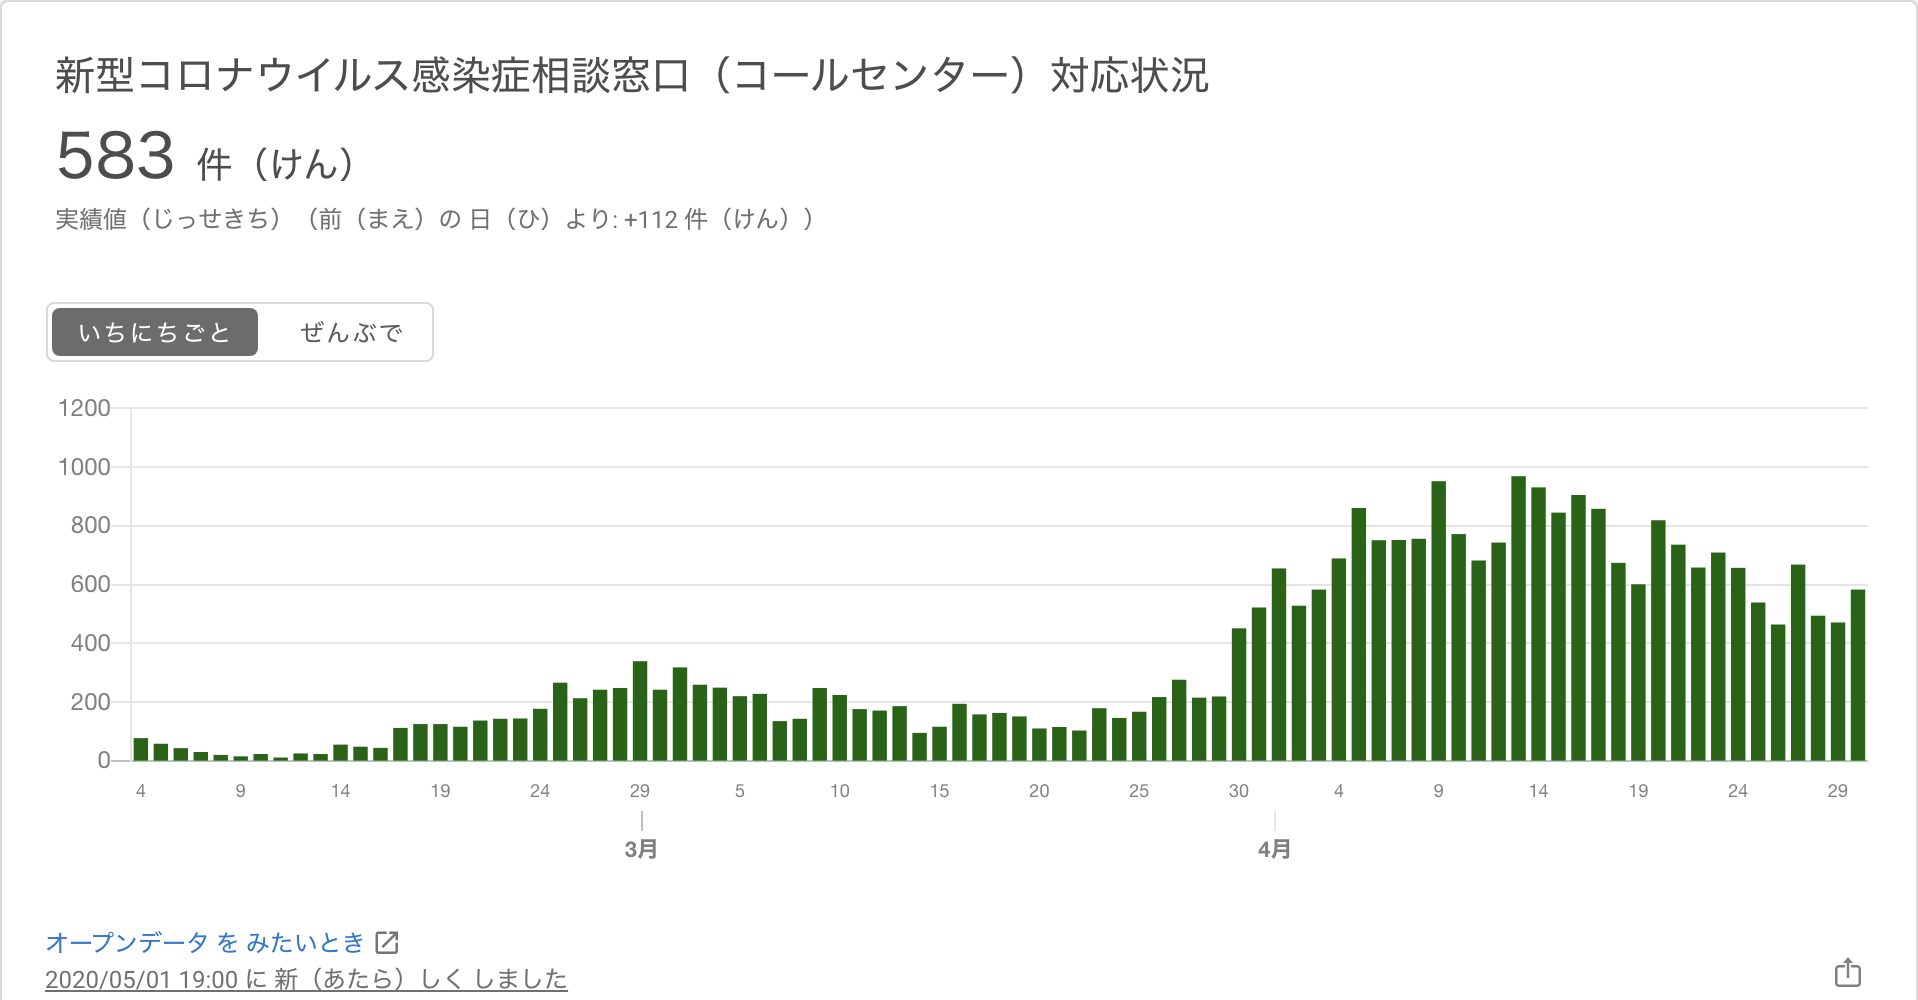 新型コロナウイルス感染症相談窓口（コールセンター）対応状況
583 件（けん）
実績値（じっせきち）（前（まえ）の 日（ひ）より: +112 件（けん））
いちにちごと ぜんぶで
1200
1000
800
600
400
200
0
4 9 14 19 24 29 5 10 15 20 25 30 4 9 14 19 24 29
3月 4月
オープンデータ を みたいとき
2020/05/01 19:00 に 新（あたら）しく しました